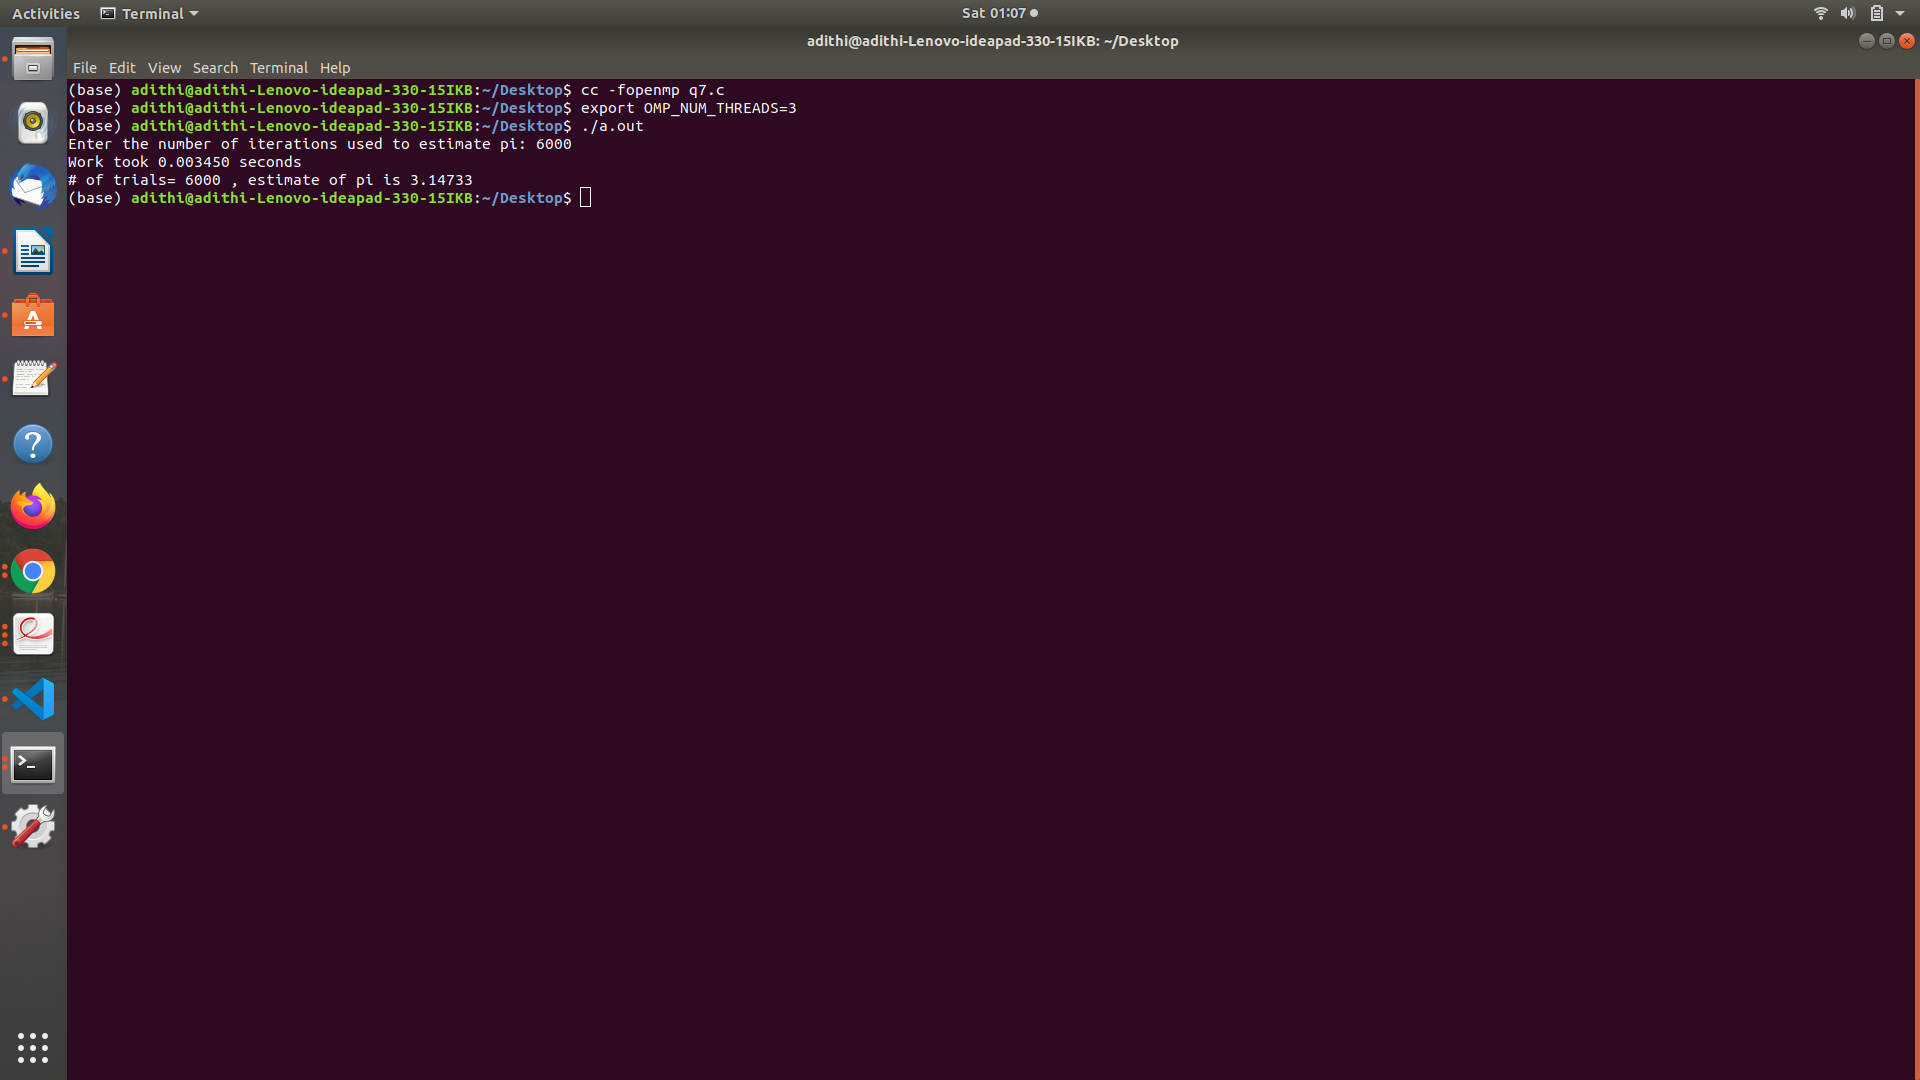 Activities Terminal Sat 01:07
adithi@adithi-Lenovo-ideapad-330-15IKB: ~/Desktop
File Edit View Search Terminal Help
(base) adithi@adithi-Lenovo-ideapad-330-15IKB:~/Desktop$ cc -fopenmp q7.c
(base) adithi@adithi-Lenovo-ideapad-330-15IKB:~/Desktop$ export OMP_NUM_THREADS=3
(base) adithi@adithi-Lenovo-ideapad-330-15IKB:~/Desktop$ ./a.out
Enter the number of iterations used to estimate pi: 6000
Work took 0.003450 seconds
# of trials= 6000 , estimate of pi is 3.14733
(base) adithi@adithi-Lenovo-ideapad-330-15IKB:~/Desktop$